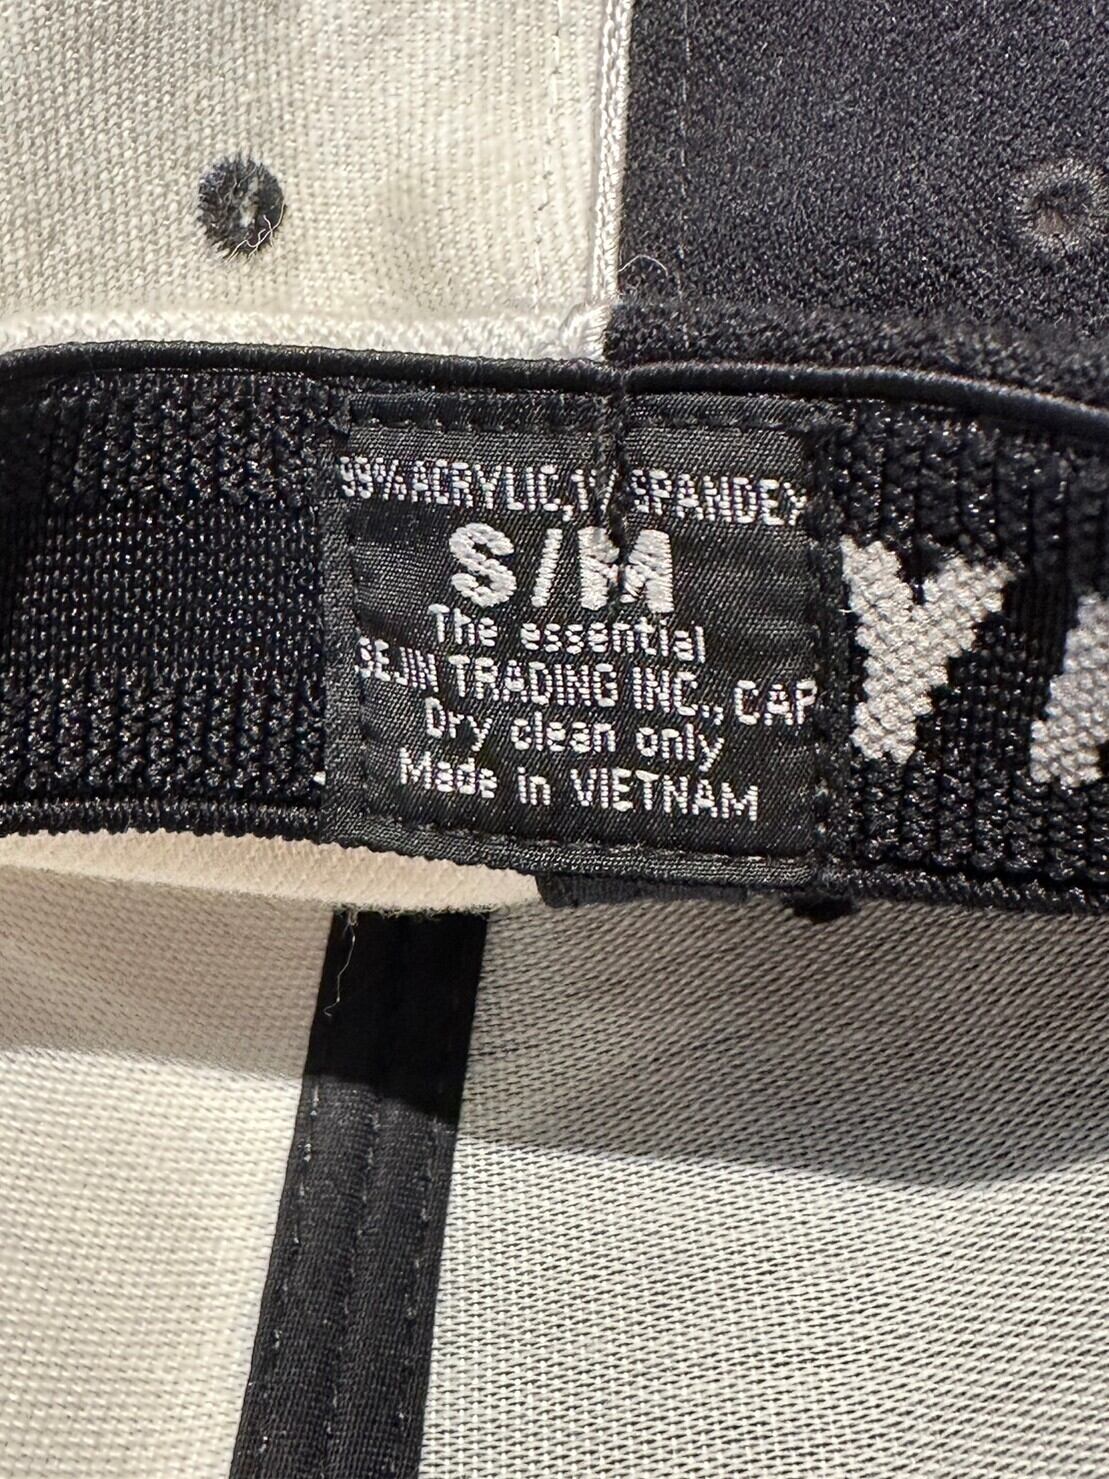 99% ACRYLIC, 1% SPANDEX
S/M
The essential
SEJIN TRADING INC., CAP
Dry clean only
Made in VIETNAM
Y